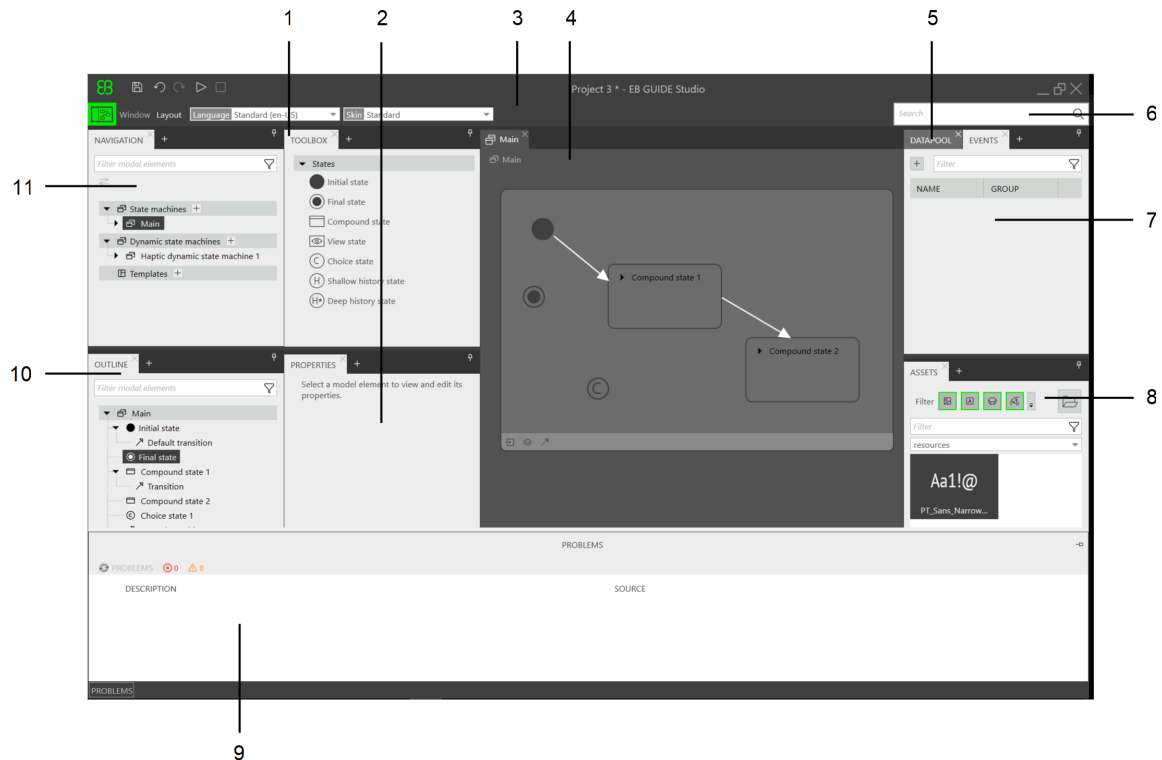 1 2 3 4 5
EB Project 3 * - EB GUIDE Studio
Window Layout Language Standard (en-US) Skin Standard Search 6
NAVIGATION + TOOLBOX + Main DATAPOOL EVENTS +
Filter model elements States Main + Filter
11 Initial state NAME GROUP
State machines + Final state
Main Compound state 7
Dynamic state machines + View state
Haptic dynamic state machine 1 C Choice state
Templates + H Shallow history state
H* Deep history state
Compound state 1
Compound state 2
C
OUTLINE + PROPERTIES + ASSETS +
10
Filter model elements Select a model element to view and edit its
properties.
Filter A 8
Filter
Main resources
Initial state
Default transition
Final state
Compound state 1
Transition
Compound state 2
C Choice state 1
Aa1!@
PT_Sans_Narrow...
PROBLEMS
PROBLEMS 0 0
DESCRIPTION SOURCE
PROBLEMS
9